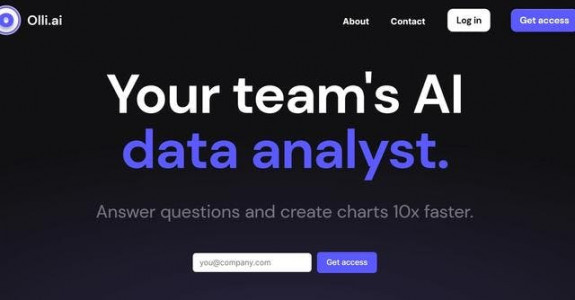 Olli.ai
About
Contact
Log in
Get access
Your team's AI
data analyst.
Answer questions and create charts 10x faster.
you@company.com
Get access